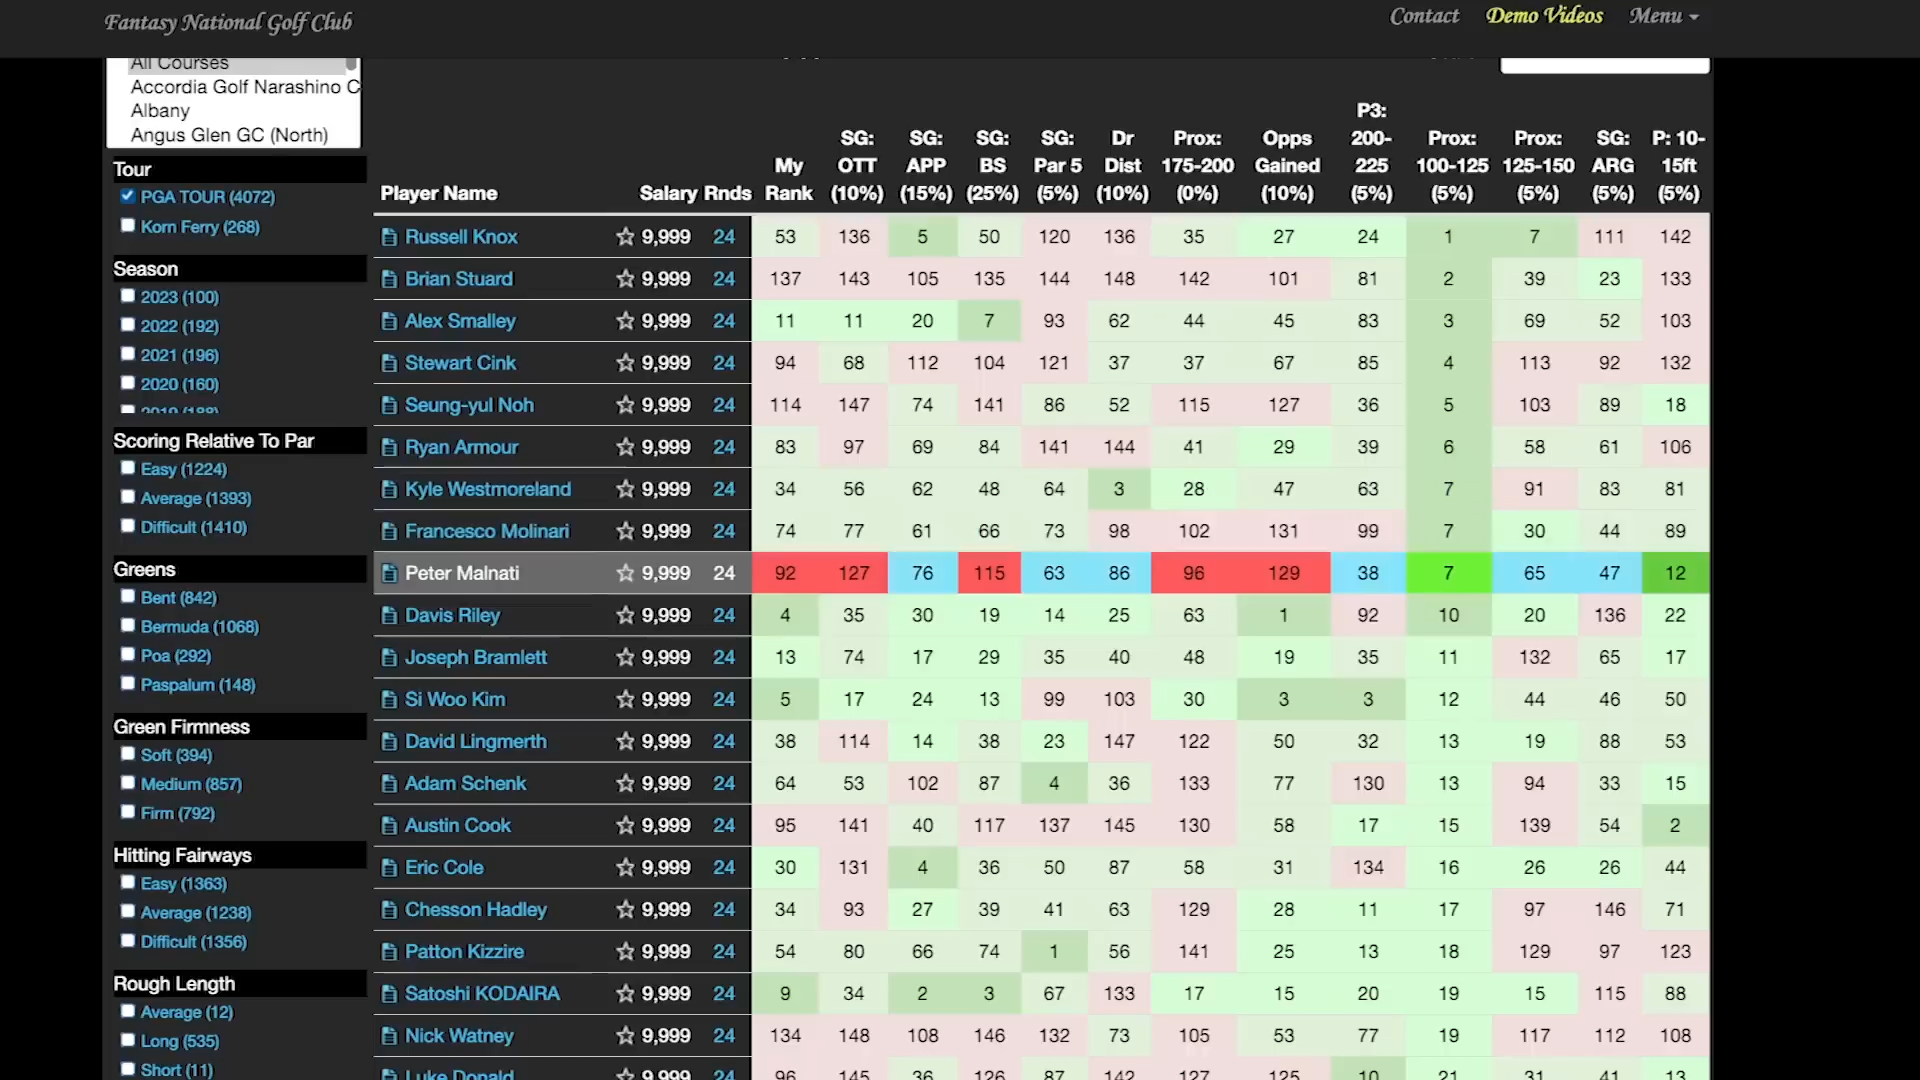 Fantasy National Golf Club
Contact Demo Videos Menu
All Courses
Accordia Golf Narashino C
Albany
Angus Glen GC (North)
Tour
PGA TOUR (4072)
Korn Ferry (268)
Season
2023 (100)
2022 (192)
2021 (196)
2020 (160)
2019 (188)
Scoring Relative To Par
Easy (1224)
Average (1393)
Difficult (1410)
Greens
Bent (842)
Bermuda (1068)
Poa (292)
Paspalum (148)
Green Firmness
Soft (394)
Medium (857)
Firm (792)
Hitting Fairways
Easy (1363)
Average (1238)
Difficult (1356)
Rough Length
Average (12)
Long (535)
Short (11)
Player Name Salary Rnds My Rank SG: OTT (10%) SG: APP (15%) SG: BS (25%) SG: Par 5 (5%) Dr Dist (10%) Prox: 175-200 (0%) Opps Gained (10%) P3: 200-225 (5%) Prox: 100-125 (5%) Prox: 125-150 (5%) SG: ARG (5%) P: 10-15ft (5%)
Russell Knox 9,999 24 53 136 5 50 120 136 35 27 24 1 7 111 142
Brian Stuard 9,999 24 137 143 105 135 144 148 142 101 81 2 39 23 133
Alex Smalley 9,999 24 11 11 20 7 93 62 44 45 83 3 69 52 103
Stewart Cink 9,999 24 94 68 112 104 121 37 37 67 85 4 113 92 132
Seung-yul Noh 9,999 24 114 147 74 141 86 52 115 127 36 5 103 89 18
Ryan Armour 9,999 24 83 97 69 84 141 144 41 29 39 6 58 61 106
Kyle Westmoreland 9,999 24 34 56 62 48 64 3 28 47 63 7 91 83 81
Francesco Molinari 9,999 24 74 77 61 66 73 98 102 131 99 7 30 44 89
Peter Malnati 9,999 24 92 127 76 115 63 86 96 129 38 7 65 47 12
Davis Riley 9,999 24 4 35 30 19 14 25 63 1 92 10 20 136 22
Joseph Bramlett 9,999 24 13 74 17 29 35 40 48 19 35 11 132 65 17
Si Woo Kim 9,999 24 5 17 24 13 99 103 30 3 3 12 44 46 50
David Lingmerth 9,999 24 38 114 14 38 23 147 122 50 32 13 19 88 53
Adam Schenk 9,999 24 64 53 102 87 4 36 133 77 130 13 94 33 15
Austin Cook 9,999 24 95 141 40 117 137 145 130 58 17 15 139 54 2
Eric Cole 9,999 24 30 131 4 36 50 87 58 31 134 16 26 26 44
Chesson Hadley 9,999 24 34 93 27 39 41 63 129 28 11 17 97 146 71
Patton Kizzire 9,999 24 54 80 66 74 1 56 141 25 13 18 129 97 123
Satoshi KODAIRA 9,999 24 9 34 2 3 67 133 17 15 20 19 15 115 88
Nick Watney 9,999 24 134 148 108 146 132 73 105 53 77 19 117 112 108
Luke Donald 9,999 24 96 145 36 126 87 142 127 125 10 21 31 41 13